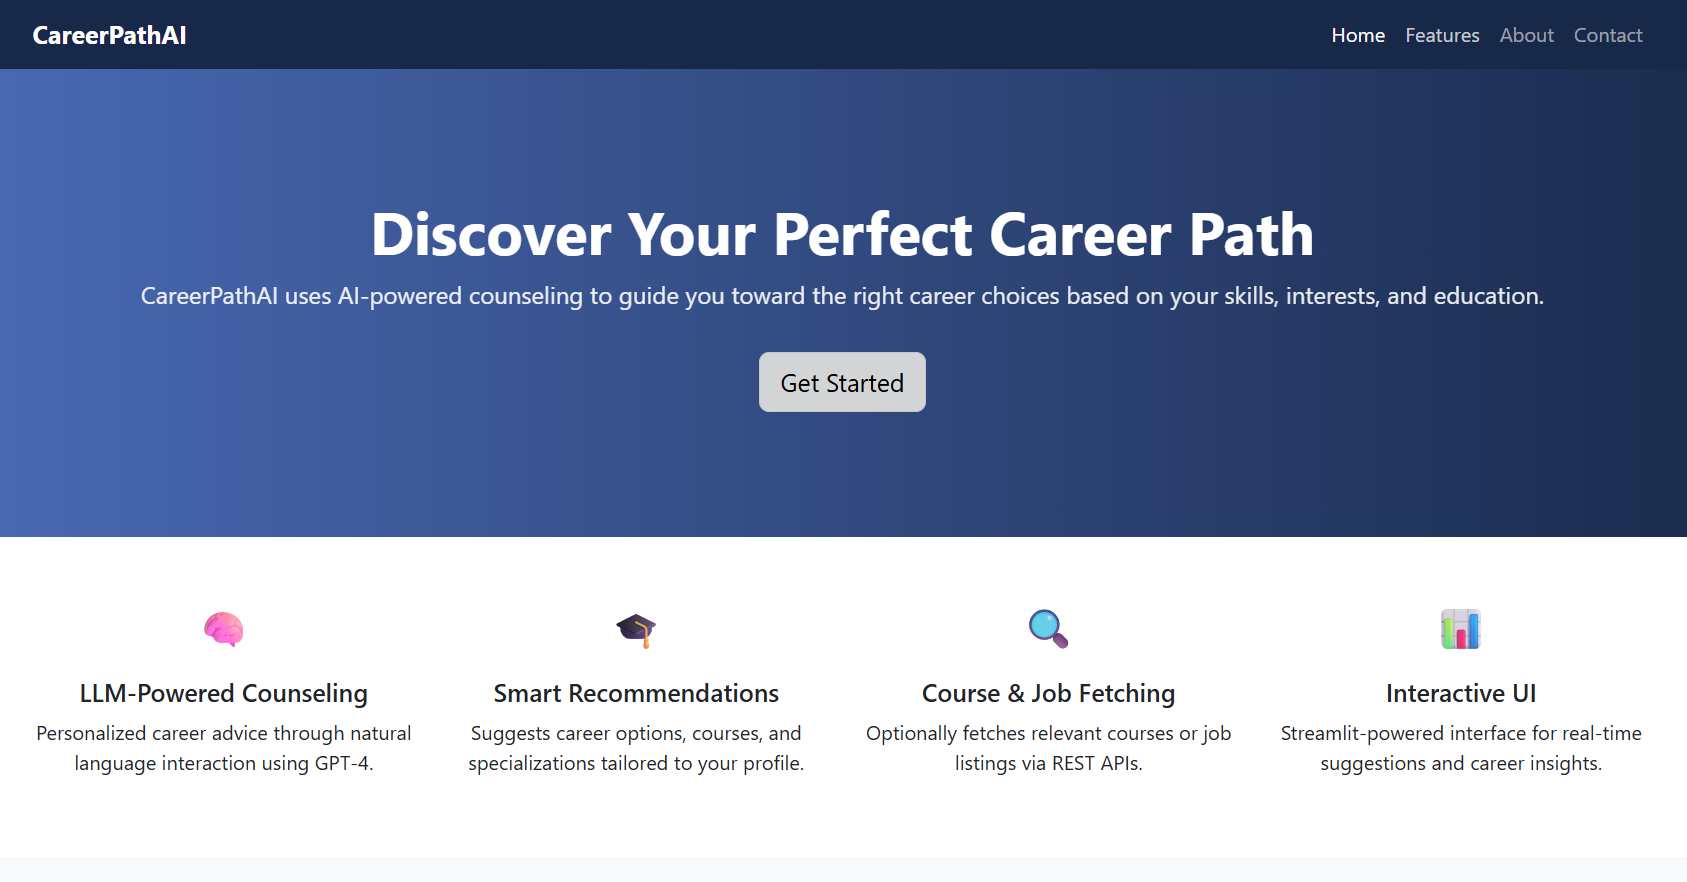 CareerPathAI
Home Features About Contact
Discover Your Perfect Career Path
CareerPathAI uses AI-powered counseling to guide you toward the right career choices based on your skills, interests, and education.
Get Started
LLM-Powered Counseling
Personalized career advice through natural
language interaction using GPT-4.
Smart Recommendations
Suggests career options, courses, and
specializations tailored to your profile.
Course & Job Fetching
Optionally fetches relevant courses or job
listings via REST APIs.
Interactive UI
Streamlit-powered interface for real-time
suggestions and career insights.